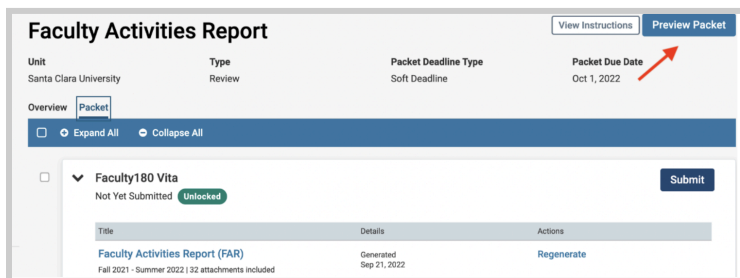 Faculty Activities Report
View Instructions
Preview Packet
Unit
Type
Packet Deadline Type
Packet Due Date
Santa Clara University
Review
Soft Deadline
Oct 1, 2022
Overview
Packet
Expand All
Collapse All
Faculty180 Vita
Submit
Not Yet Submitted
Unlocked
Title
Details
Actions
Faculty Activities Report (FAR)
Generated
Regenerate
Fall 2021 - Summer 2022 | 32 attachments included
Sep 21, 2022